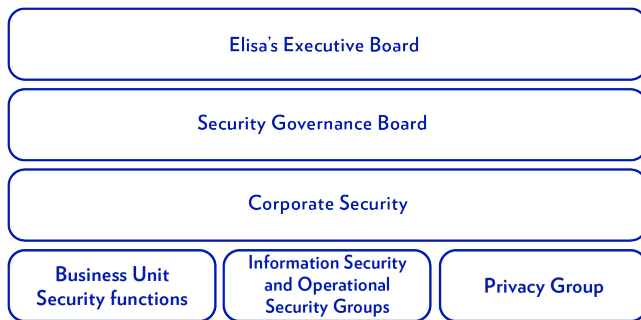 Elisa's Executive Board
Security Governance Board
Corporate Security
Business Unit
Security functions
Information Security
and Operational
Security Groups
Privacy Group